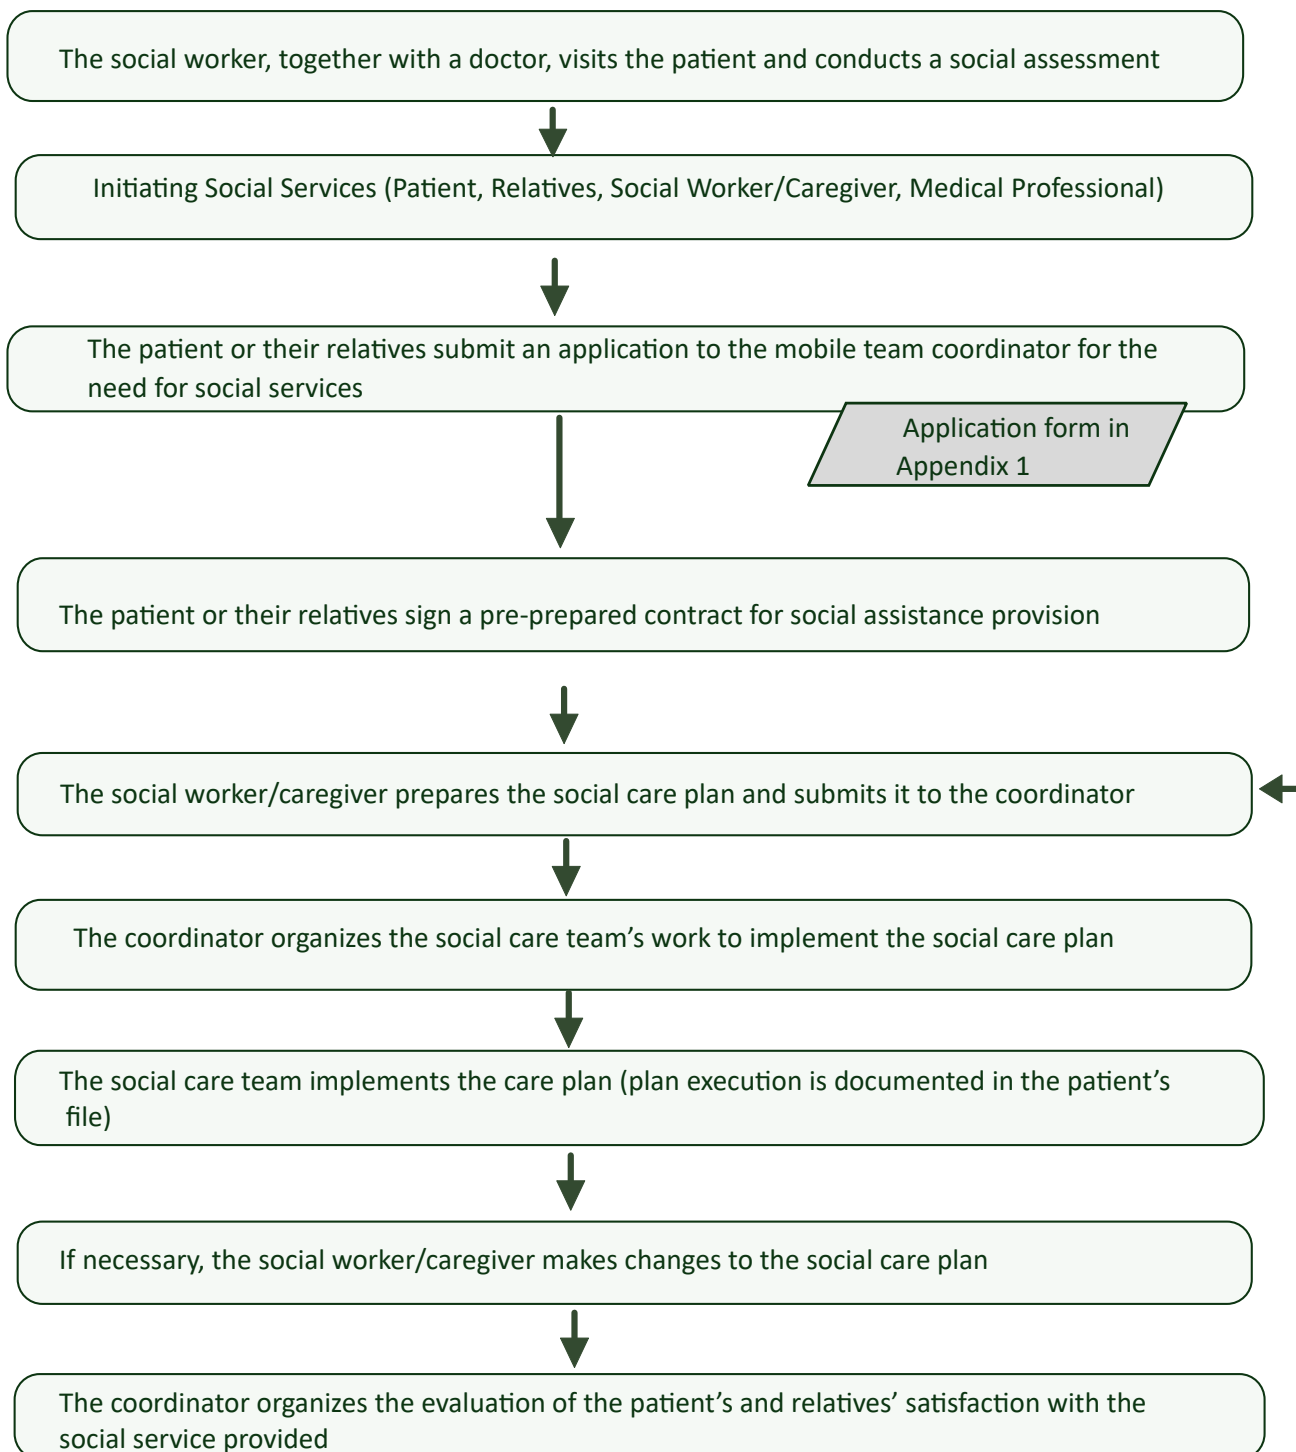 The social worker, together with a doctor, visits the patient and conducts a social assessment
Initiating Social Services (Patient, Relatives, Social Worker/Caregiver, Medical Professional)
The patient or their relatives submit an application to the mobile team coordinator for the
need for social services
Application form in
Appendix 1
The patient or their relatives sign a pre-prepared contract for social assistance provision
The social worker/caregiver prepares the social care plan and submits it to the coordinator
The coordinator organizes the social care team’s work to implement the social care plan
The social care team implements the care plan (plan execution is documented in the patient’s
file)
If necessary, the social worker/caregiver makes changes to the social care plan
The coordinator organizes the evaluation of the patient’s and relatives’ satisfaction with the
social service provided